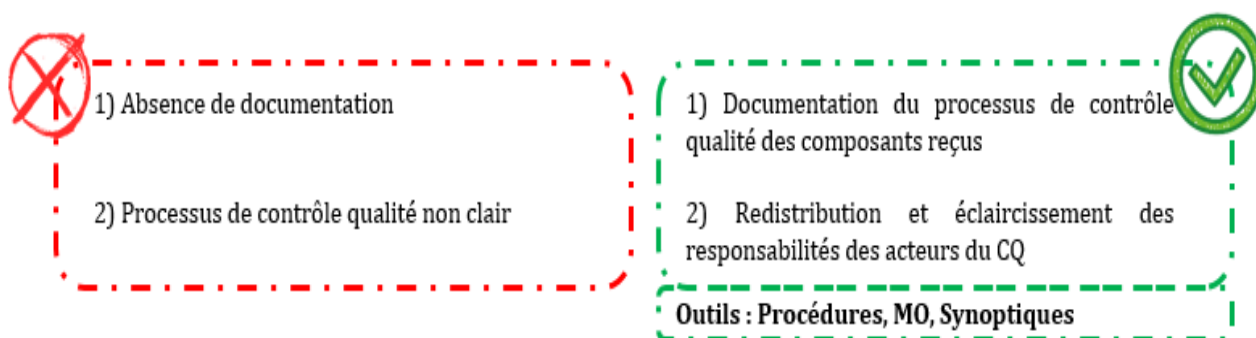 1) Absence de documentation
2) Processus de contrôle qualité non clair
1) Documentation du processus de contrôle
qualité des composants reçus
2) Redistribution et éclaircissement des
responsabilités des acteurs du CQ
Outils : Procédures, MO, Synoptiques